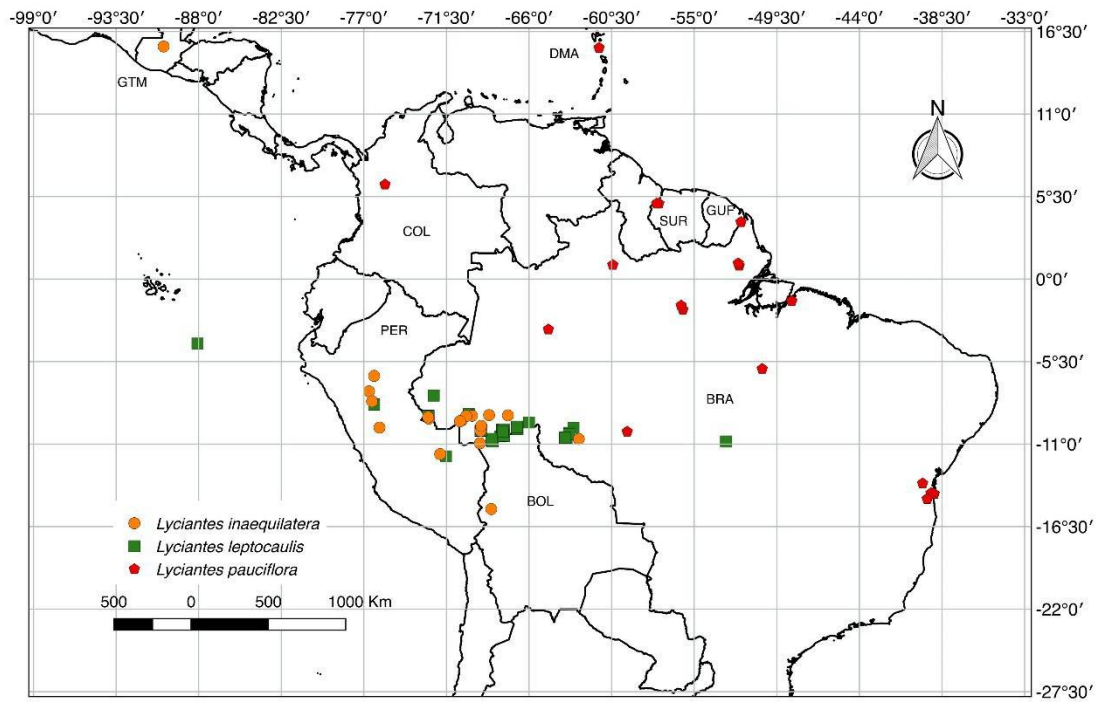 -99°0′ -93°30′ -88°0′ -82°30′ -77°0′ -71°30′ -66°0′ -60°30′ -55°0′ -49°30′ -44°0′ -38°30′ -33°0′
16°30′
DMA
GTM
N
11°0′
5°30′
GUF
SUR
COL
0°0′
PER
-5°30′
BRA
-11°0′
BOL
-16°30′
Lyciantes inaequilatera
Lyciantes leptocaulis
Lyciantes pauciflora
500 0 500 1000 Km
-22°0′
-27°30′